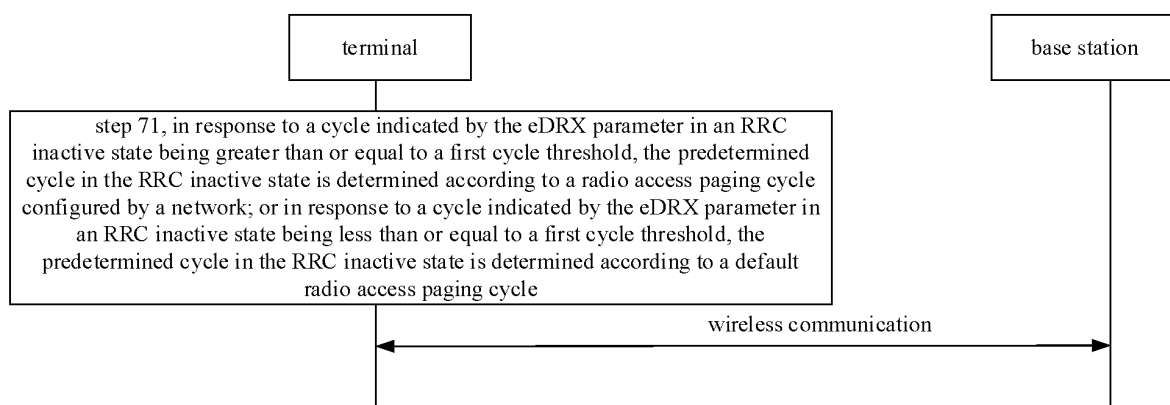 terminal
base station
step 71, in response to a cycle indicated by the eDRX parameter in an RRC
inactive state being greater than or equal to a first cycle threshold, the predetermined
cycle in the RRC inactive state is determined according to a radio access paging cycle
configured by a network; or in response to a cycle indicated by the eDRX parameter in
an RRC inactive state being less than or equal to a first cycle threshold, the
predetermined cycle in the RRC inactive state is determined according to a default
radio access paging cycle
wireless communication